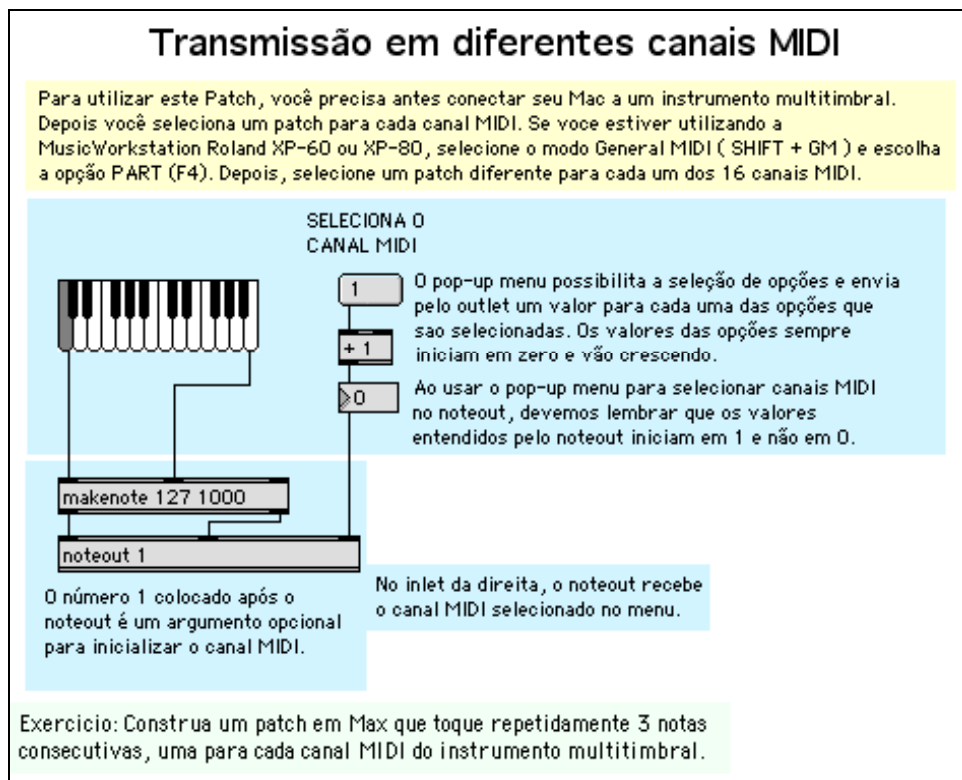 Transmissão em diferentes canais MIDI
Para utilizar este Patch, você precisa antes conectar seu Mac a um instrumento multitimbral.
Depois você seleciona um patch para cada canal MIDI. Se voce estiver utilizando a
MusicWorkstation Roland XP-60 ou XP-80, selecione o modo General MIDI ( SHIFT + GM ) e escolha
a opção PART (F4). Depois, selecione um patch diferente para cada um dos 16 canais MIDI.
SELECIONA O
CANAL MIDI
1
O pop-up menu possibilita a seleção de opções e envia
pelo outlet um valor para cada uma das opções que
sao selecionadas. Os valores das opções sempre
iniciam em zero e vão crescendo.
+ 1
0
Ao usar o pop-up menu para selecionar canais MIDI
no noteout, devemos lembrar que os valores
entendidos pelo noteout iniciam em 1 e não em 0.
makenote 127 1000
noteout 1
O número 1 colocado após o
noteout é um argumento opcional
para inicializar o canal MIDI.
No inlet da direita, o noteout recebe
o canal MIDI selecionado no menu.
Exercicio: Construa um patch em Max que toque repetidamente 3 notas
consecutivas, uma para cada canal MIDI do instrumento multitimbral.